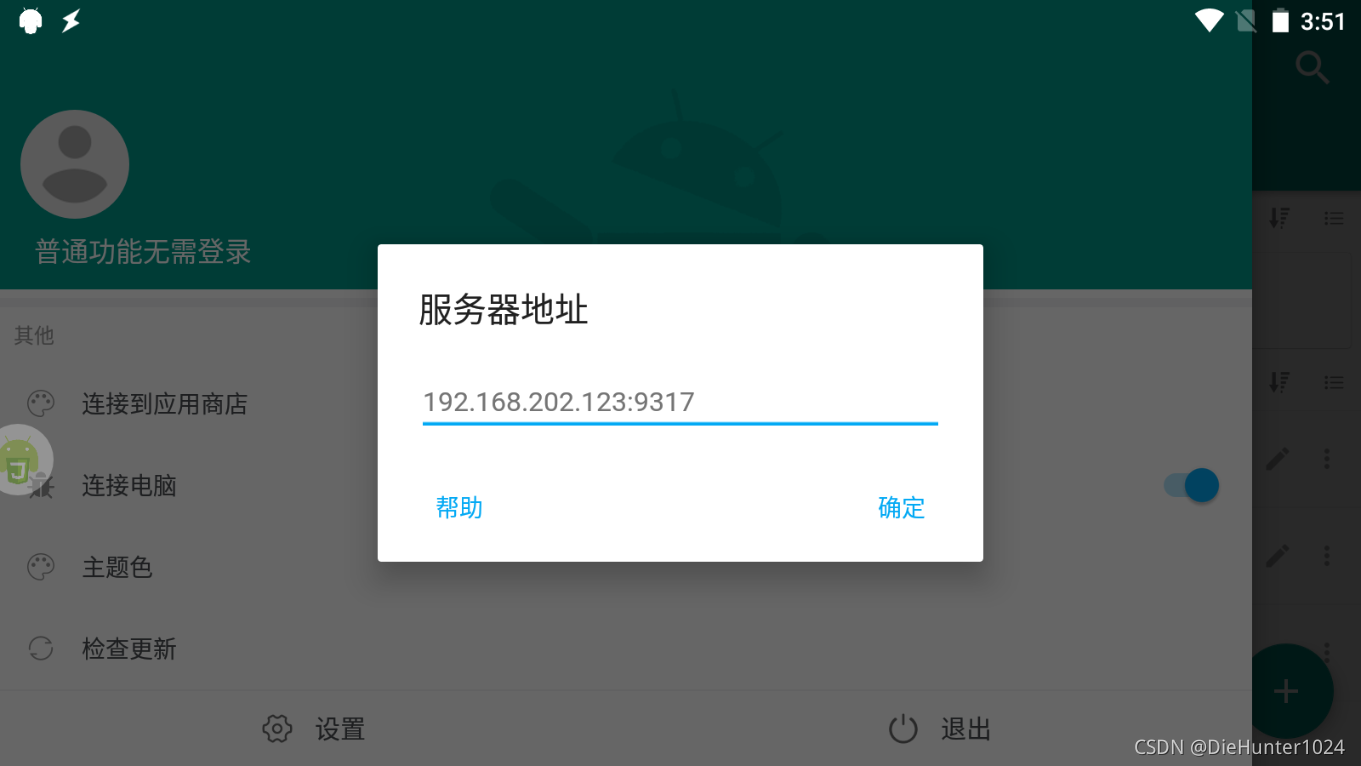 3:51
普通功能无需登录
服务器地址
192.168.202.123:9317
帮助
确定
其他
连接到应用商店
连接电脑
主题色
检查更新
设置
退出
CSDN @DieHunter1024